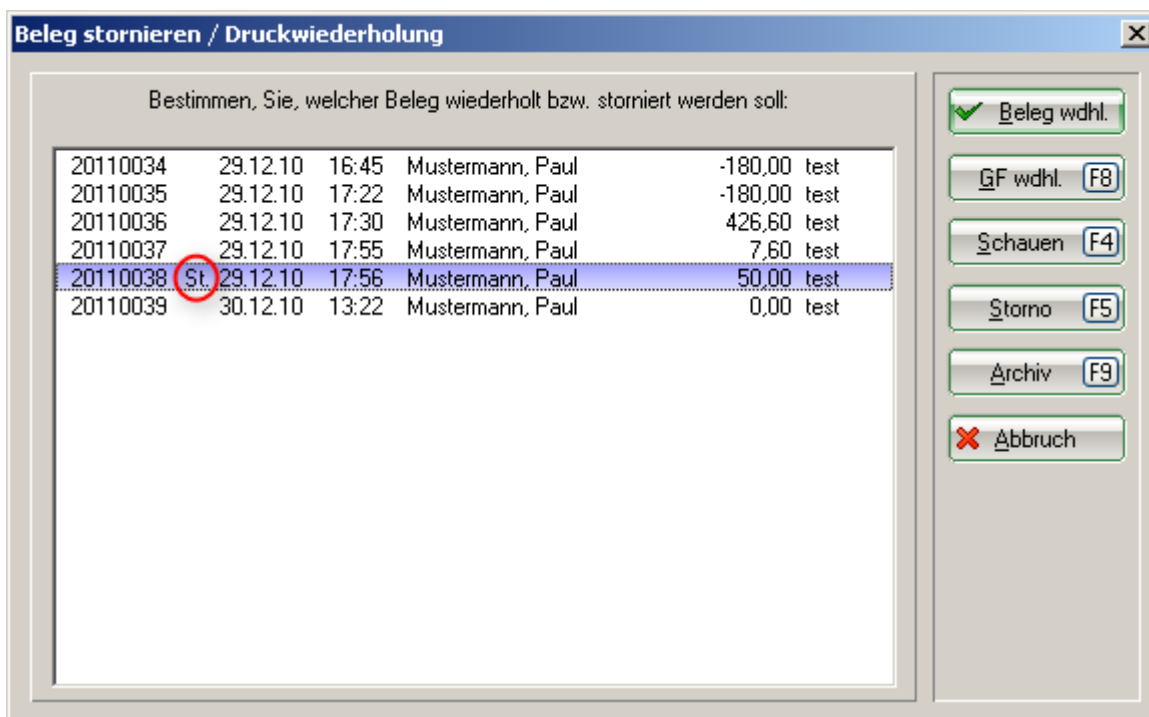 Beleg stornieren / Druckwiederholung
Bestimmen, Sie, welcher Beleg wiederholt bzw. storniert werden soll:
20110034 29.12.10 16:45 Mustermann, Paul -180,00 test
20110035 29.12.10 17:22 Mustermann, Paul -180,00 test
20110036 29.12.10 17:30 Mustermann, Paul 426,60 test
20110037 29.12.10 17:55 Mustermann, Paul 7,60 test
20110038 St. 29.12.10 17:56 Mustermann, Paul 50,00 test
20110039 30.12.10 13:22 Mustermann, Paul 0,00 test
Beleg wdhl.
GF wdhl. F8
Schauen F4
Storno F5
Archiv F9
Abbruch